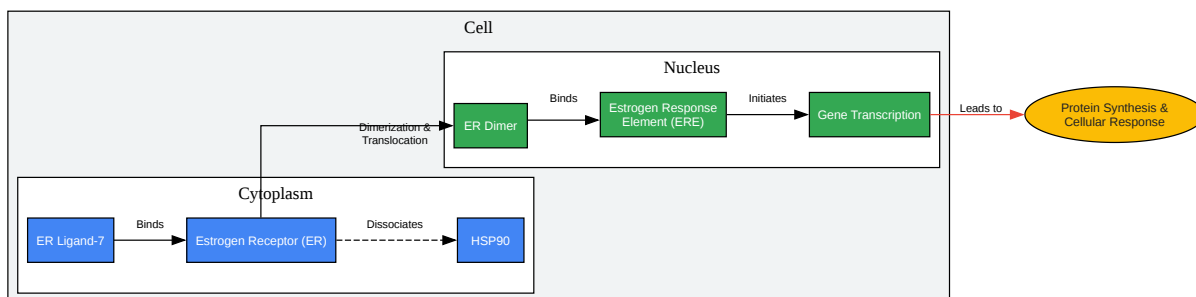 Cell
Nucleus
ER Dimer
Binds
Estrogen Response
Element (ERE)
Initiates
Gene Transcription
Leads to
Protein Synthesis &
Cellular Response
Dimerization &
Translocation
Cytoplasm
ER Ligand-7
Binds
Estrogen Receptor (ER)
Dissociates
HSP90